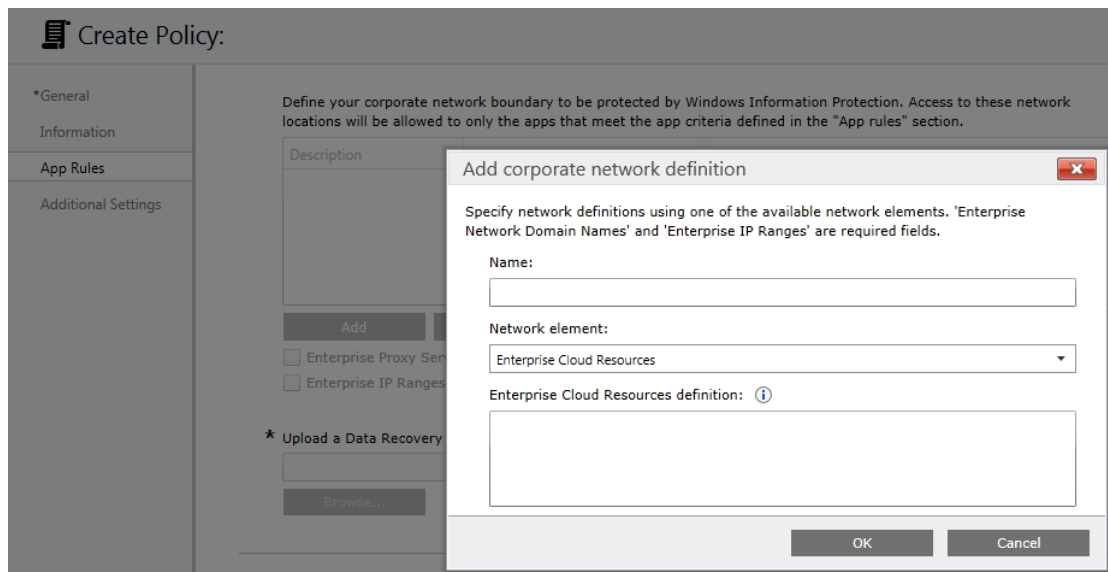 Create Policy:
*General
Information
App Rules
Additional Settings
Define your corporate network boundary to be protected by Windows Information Protection. Access to these network
locations will be allowed to only the apps that meet the app criteria defined in the "App rules" section.
Description
Add
Enterprise Proxy Ser
Enterprise IP Ranges
* Upload a Data Recovery
Browse...
Add corporate network definition
Specify network definitions using one of the available network elements. 'Enterprise
Network Domain Names' and 'Enterprise IP Ranges' are required fields.
Name:
Network element:
Enterprise Cloud Resources
Enterprise Cloud Resources definition:
OK
Cancel